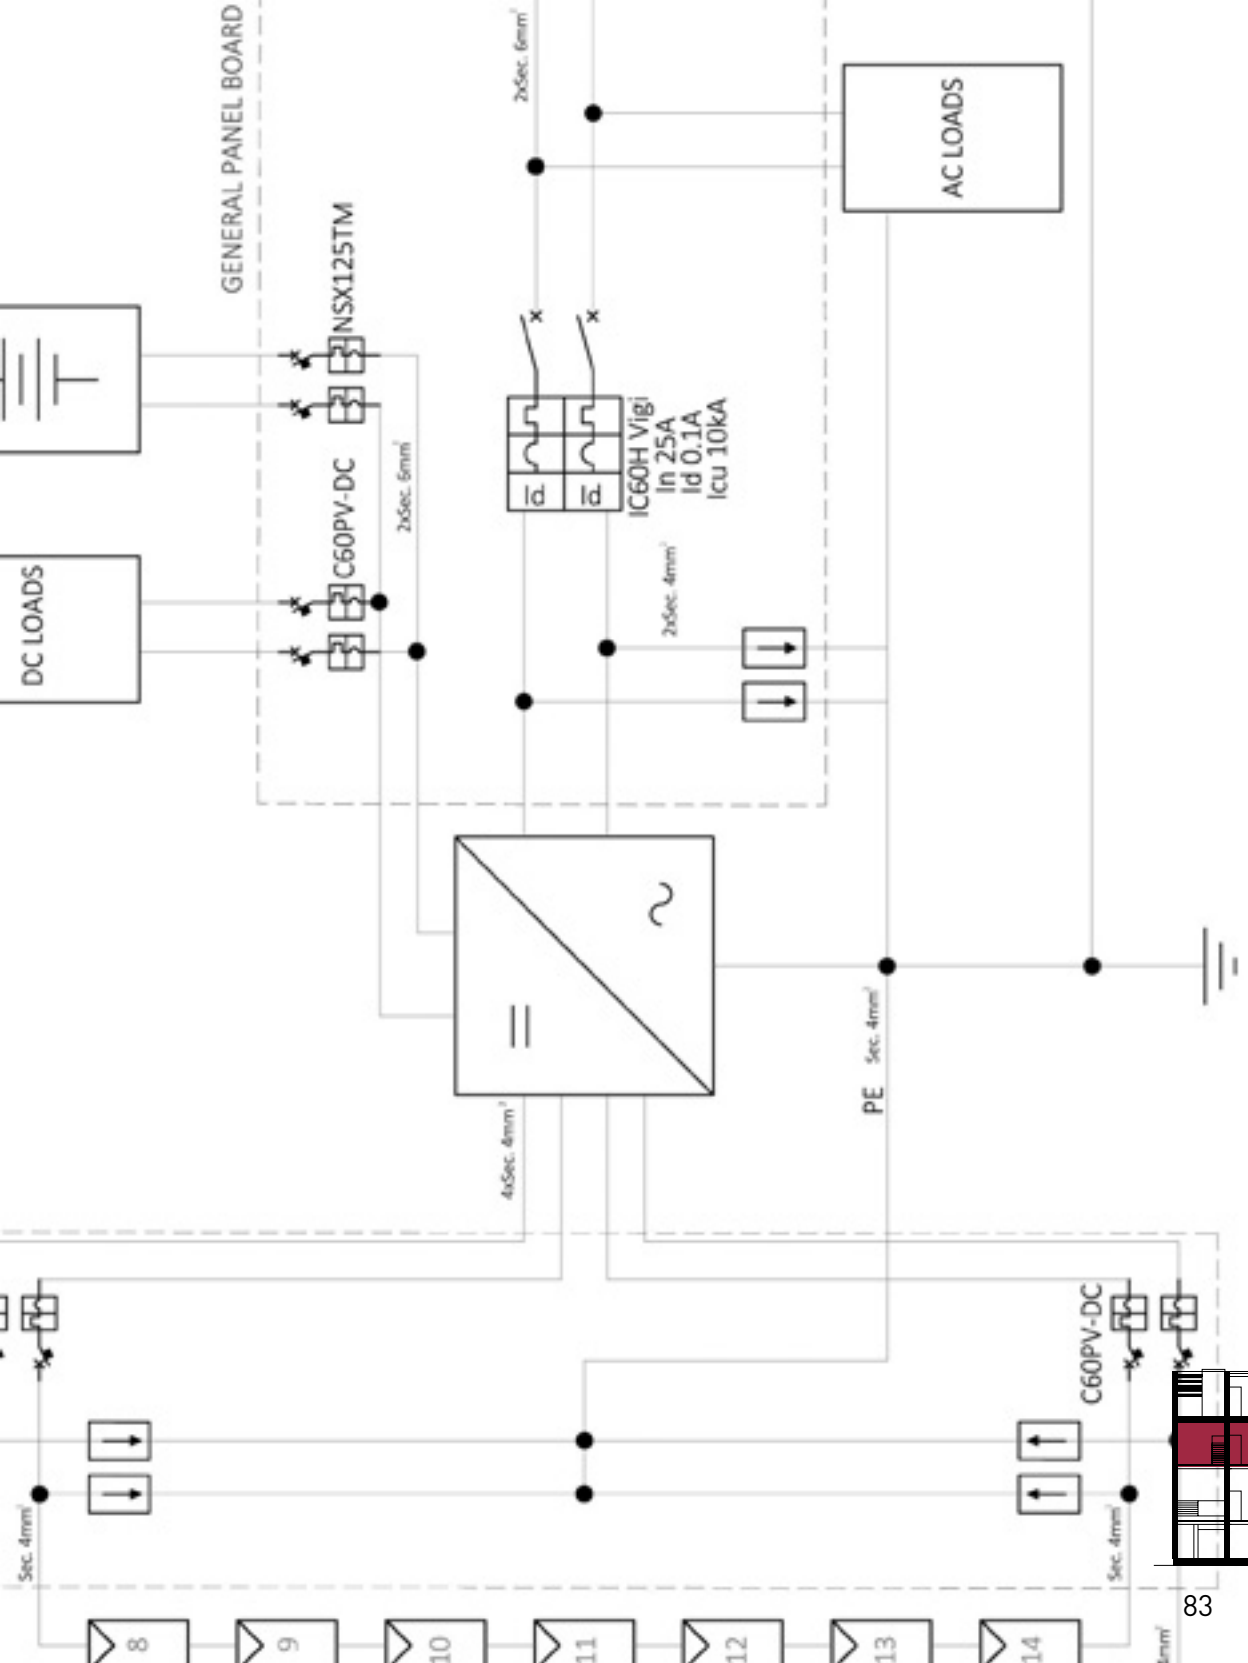 GENERAL PANEL BOARD
2xSec. 6mm²
AC LOADS
NSX125TM
C60PV-DC
2xSec. 6mm²
DC LOADS
Id
Id
IC60H Vigi
In 25A
Id 0.1A
Icu 10kA
2xSec. 4mm²
PE Sec. 4mm²
4xSec. 4mm²
C60PV-DC
Sec. 4mm²
Sec. 4mm²
8
9
10
11
12
13
14
83